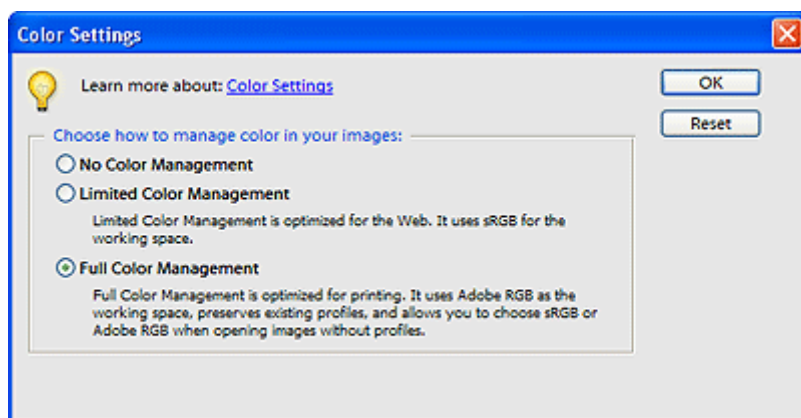 Color Settings
Learn more about: Color Settings
OK
Reset
Choose how to manage color in your images:
No Color Management
Limited Color Management
Limited Color Management is optimized for the Web. It uses sRGB for the
working space.
Full Color Management
Full Color Management is optimized for printing. It uses Adobe RGB as the
working space, preserves existing profiles, and allows you to choose sRGB or
Adobe RGB when opening images without profiles.